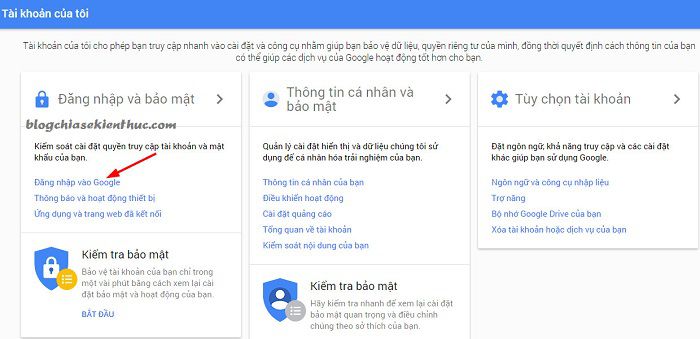 Tài khoản của tôi
Tài khoản của tôi cho phép bạn truy cập nhanh vào cài đặt và công cụ nhằm giúp bạn bảo vệ dữ liệu, quyền riêng tư của mình, đồng thời quyết định cách thông tin của bạn
có thể giúp các dịch vụ của Google hoạt động tốt hơn cho bạn.
Đăng nhập và bảo mật
blogchiasekienthuc.com
Kiểm soát cài đặt quyền truy cập tài khoản và mật
khẩu của bạn.
Đăng nhập vào Google
Thông báo và hoạt động thiết bị
Ứng dụng và trang web đã kết nối
Kiểm tra bảo mật
Bảo vệ tài khoản của bạn chỉ trong
một vài phút bằng cách xem lại cài
đặt bảo mật và hoạt động của bạn.
BẮT ĐẦU
Thông tin cá nhân và
bảo mật
Quản lý cài đặt hiển thị và dữ liệu chúng tôi sử
dụng để cá nhân hóa trải nghiệm của bạn.
Thông tin cá nhân của bạn
Điều khiển hoạt động
Cài đặt quảng cáo
Tổng quan về tài khoản
Kiểm soát nội dung của bạn
Kiểm tra bảo mật
Hãy kiểm tra nhanh để xem lại cài đặt
bảo mật quan trọng và điều chỉnh
chúng theo sở thích của bạn.
Tùy chọn tài khoản
Đặt ngôn ngữ, khả năng truy cập và các cài đặt
khác giúp bạn sử dụng Google.
Ngôn ngữ và công cụ nhập liệu
Trợ năng
Bộ nhớ Google Drive của bạn
Xóa tài khoản hoặc dịch vụ của bạn